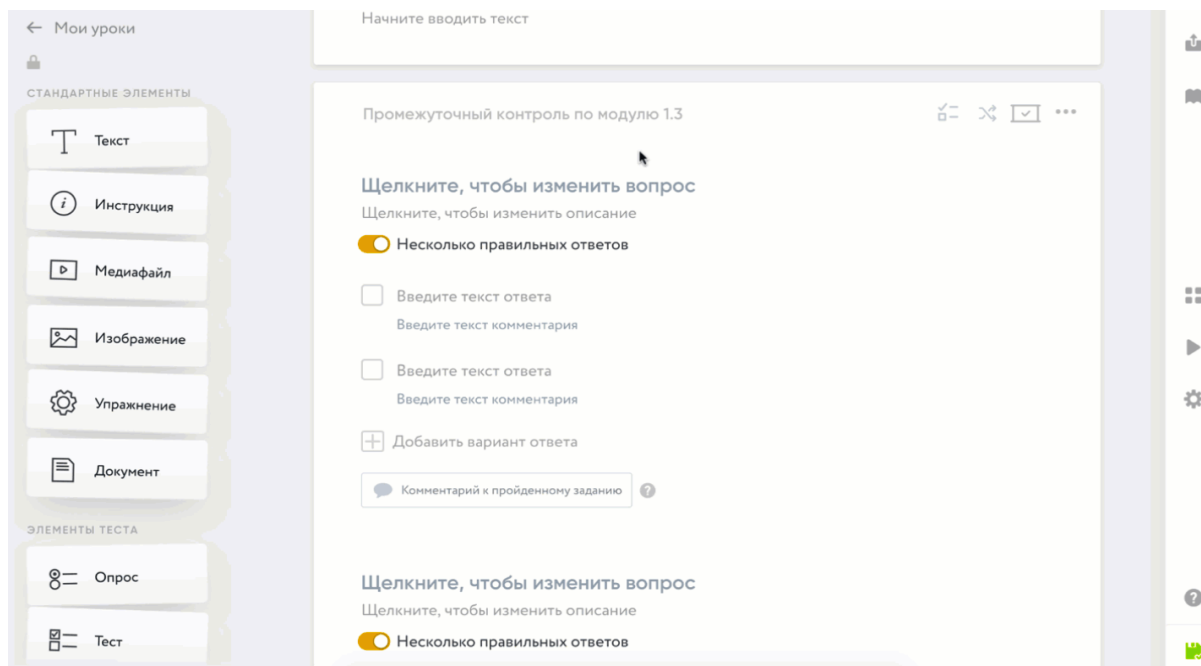 Мои уроки
СТАНДАРТНЫЕ ЭЛЕМЕНТЫ
Текст
Инструкция
Медиафайл
Изображение
Упражнение
Документ
ЭЛЕМЕНТЫ ТЕСТА
Опрос
Тест
Начните вводить текст
Промежуточный контроль по модулю 1.3
Щелкните, чтобы изменить вопрос
Щелкните, чтобы изменить описание
Несколько правильных ответов
Введите текст ответа
Введите текст комментария
Введите текст ответа
Введите текст комментария
Добавить вариант ответа
Комментарий к пройденному заданию
Щелкните, чтобы изменить вопрос
Щелкните, чтобы изменить описание
Несколько правильных ответов